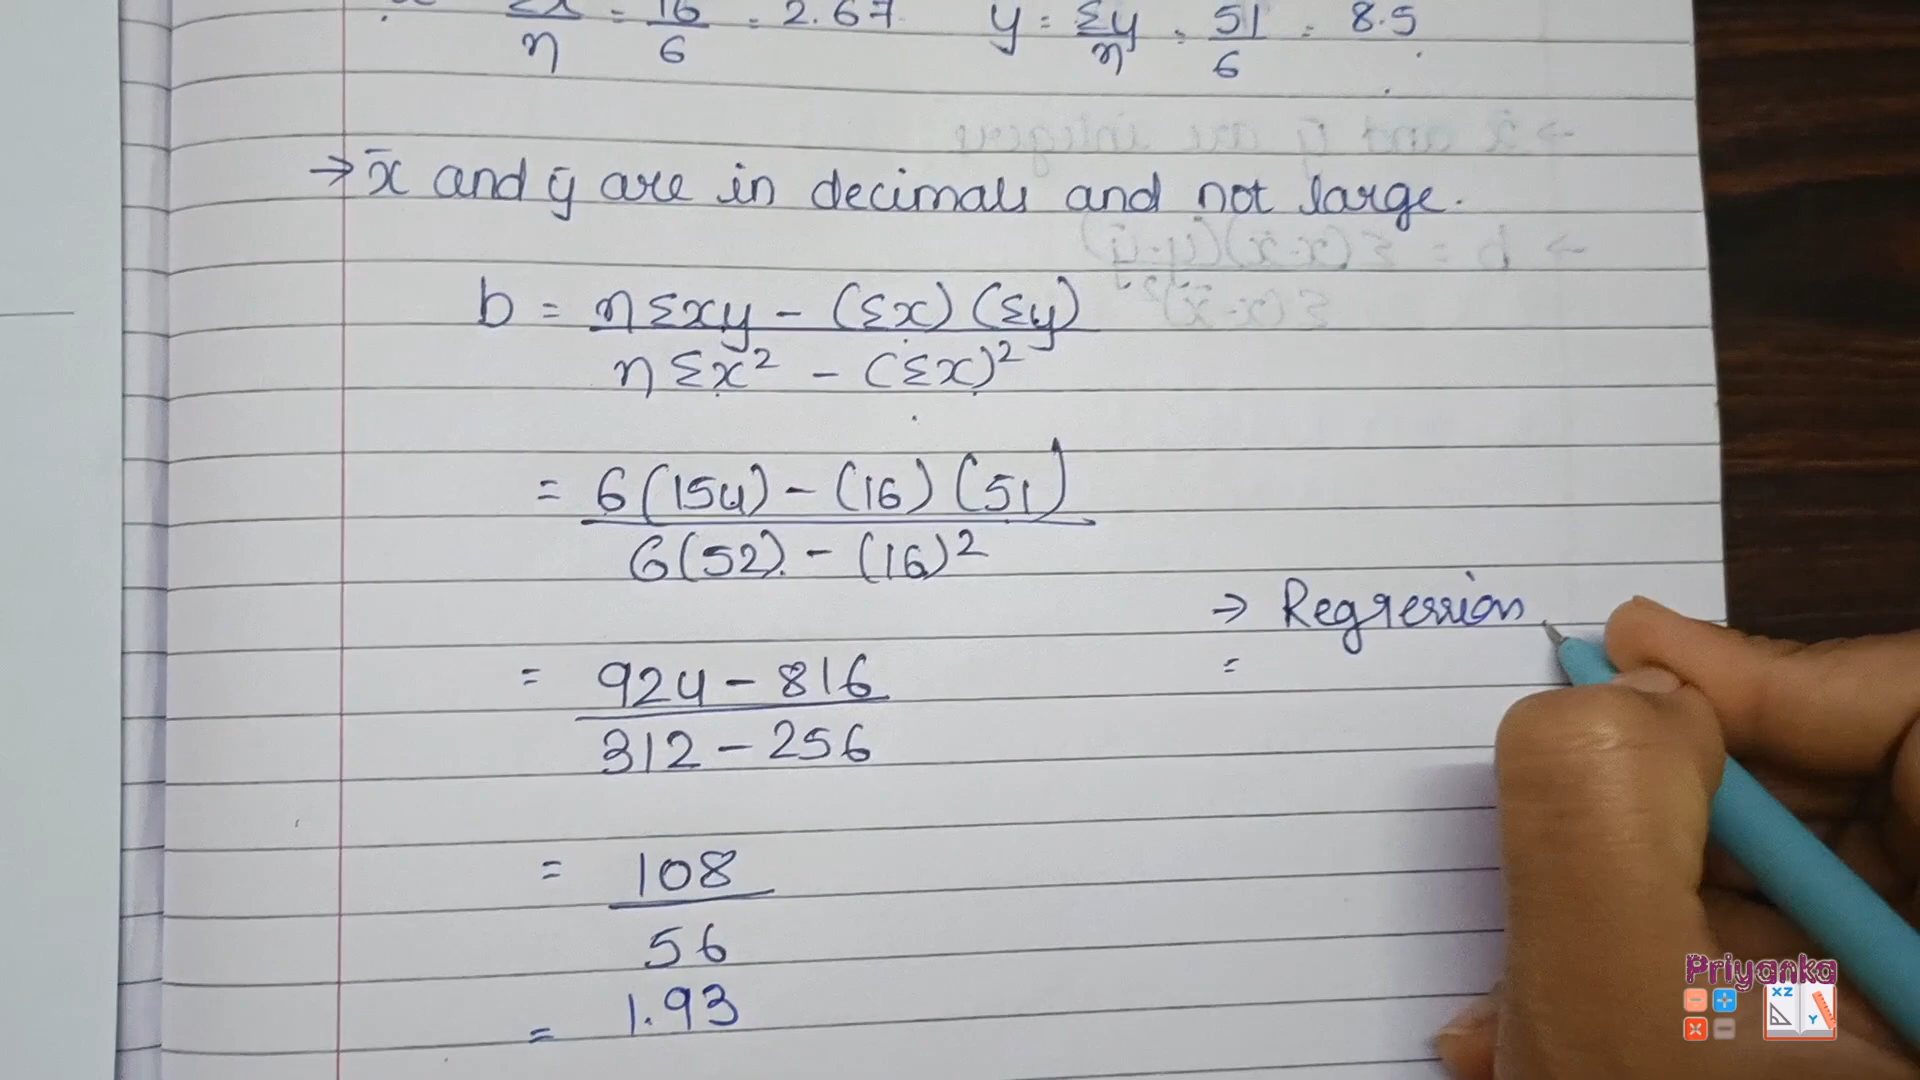 Σx/n = 16/6 = 2.67 y = Σy/n = 51/6 = 8.5
→ x̄ and ȳ are in decimals and not large.
b = nΣxy - (Σx) (Σy)
nΣx² - (Σx)²
= 6(154) - (16) (51)
6(52) - (16)²
→ Regression
= 924 - 816
312 - 256
=
= 108
56
= 1.93
Priyanka
XZ
Y